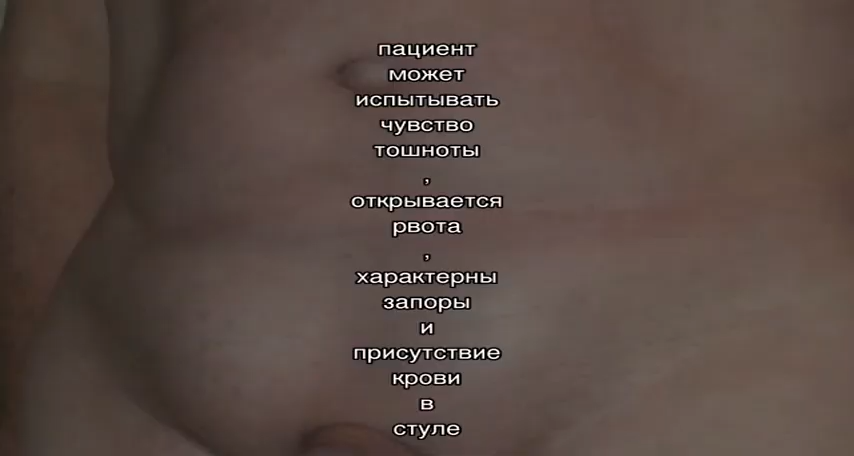 пациент
может
испытывать
чувство
тошноты
,
открывается
рвота
,
характерны
запоры
и
присутствие
крови
в
стуле